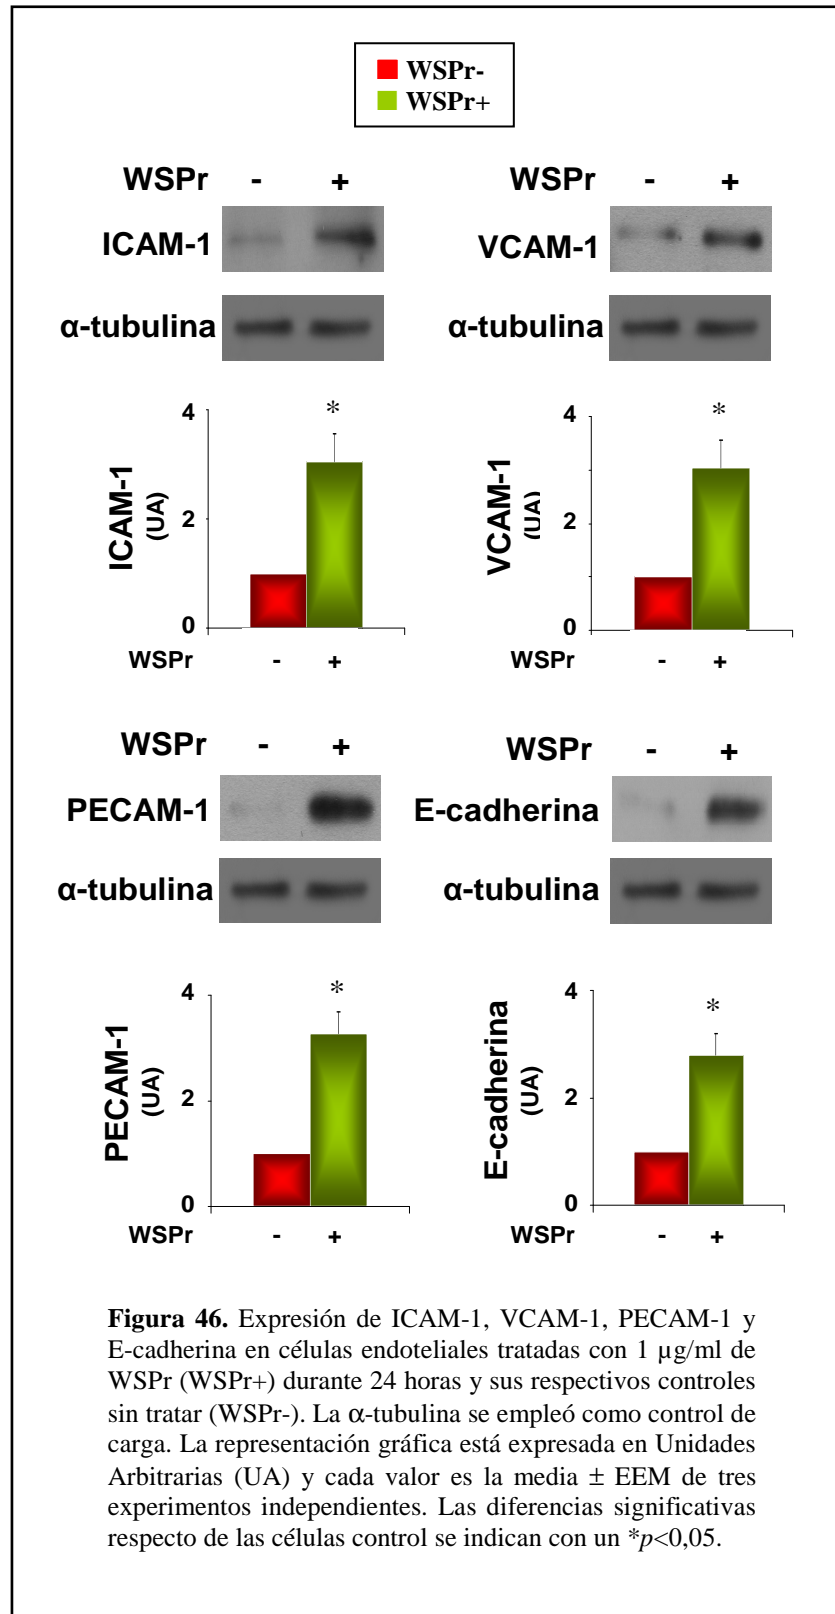 WSPr-
WSPr+
WSPr - +
ICAM-1
α-tubulina
4
2
0
ICAM-1
(UA)
*
WSPr - +
WSPr - +
VCAM-1
α-tubulina
4
2
0
VCAM-1
(UA)
*
WSPr - +
WSPr - +
PECAM-1
α-tubulina
4
2
0
PECAM-1
(UA)
*
WSPr - +
WSPr - +
E-cadherina
α-tubulina
4
2
0
E-cadherina
(UA)
*
WSPr - +
Figura 46. Expresión de ICAM-1, VCAM-1, PECAM-1 y
E-cadherina en células endoteliales tratadas con 1 µg/ml de
WSPr (WSPr+) durante 24 horas y sus respectivos controles
sin tratar (WSPr-). La α-tubulina se empleó como control de
carga. La representación gráfica está expresada en Unidades
Arbitrarias (UA) y cada valor es la media ± EEM de tres
experimentos independientes. Las diferencias significativas
respecto de las células control se indican con un *p<0,05.